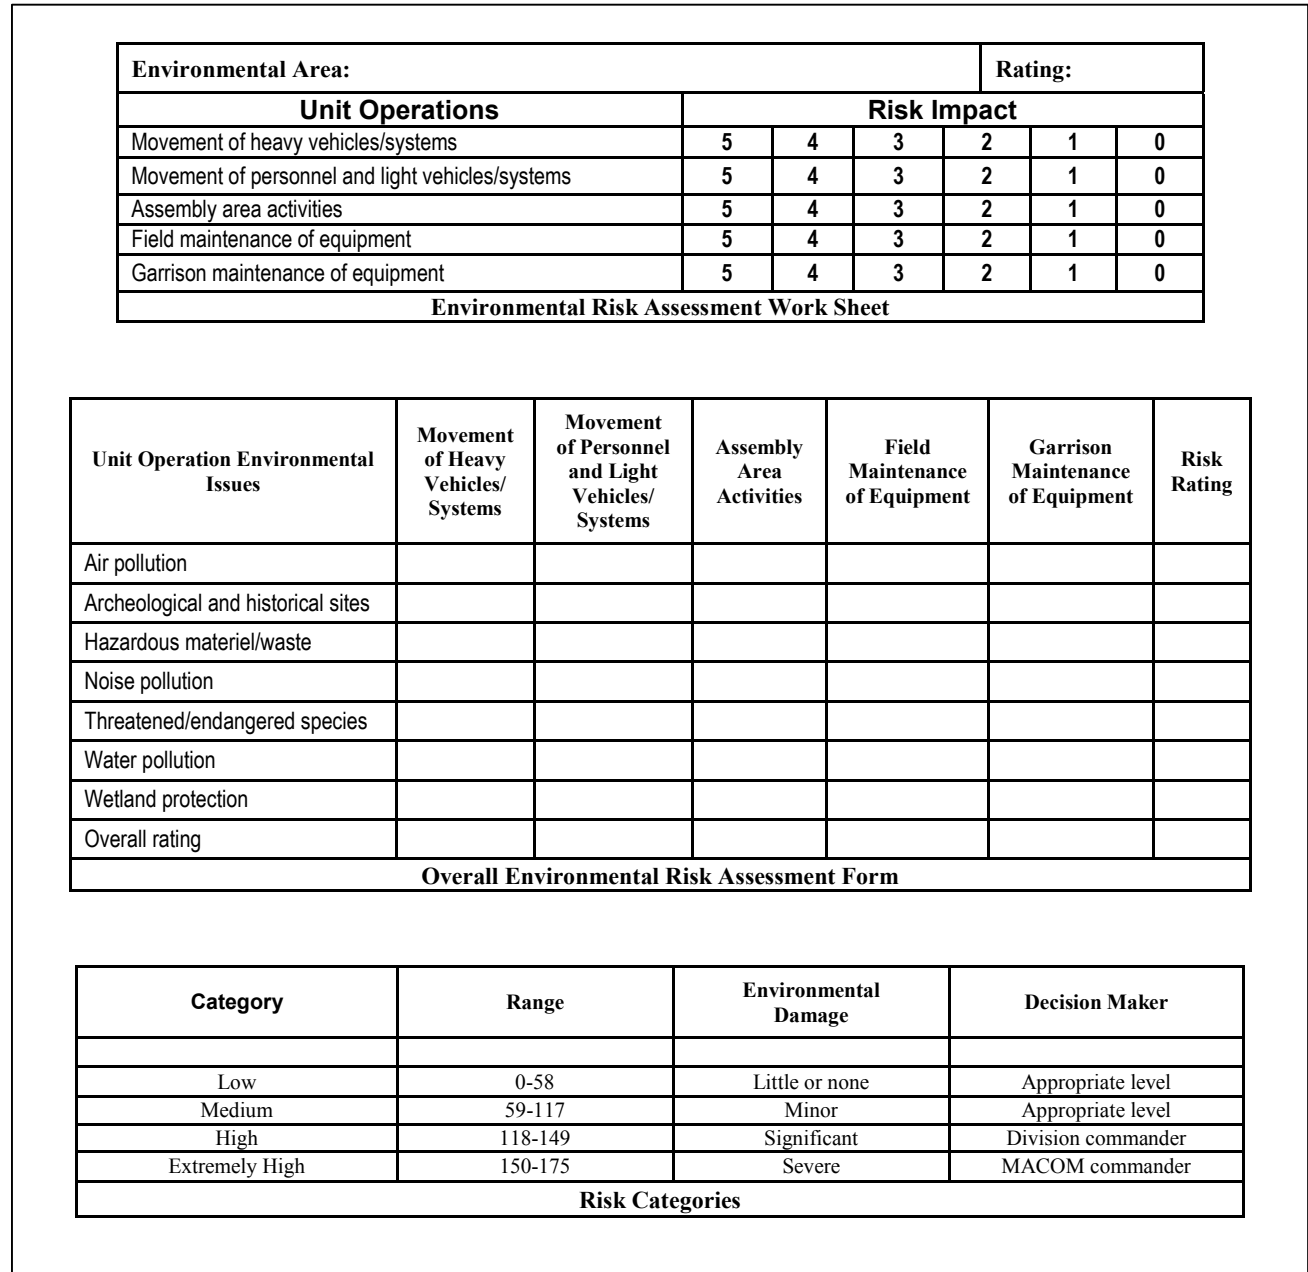 Environmental Area: Rating:
Unit Operations Risk Impact
Movement of heavy vehicles/systems 5 4 3 2 1 0
Movement of personnel and light vehicles/systems 5 4 3 2 1 0
Assembly area activities 5 4 3 2 1 0
Field maintenance of equipment 5 4 3 2 1 0
Garrison maintenance of equipment 5 4 3 2 1 0
Environmental Risk Assessment Work Sheet
Unit Operation Environmental
Issues
Movement
of Heavy
Vehicles/
Systems
Movement
of Personnel
and Light
Vehicles/
Systems
Assembly
Area
Activities
Field
Maintenance
of Equipment
Garrison
Maintenance
of Equipment
Risk
Rating
Air pollution
Archeological and historical sites
Hazardous materiel/waste
Noise pollution
Threatened/endangered species
Water pollution
Wetland protection
Overall rating
Overall Environmental Risk Assessment Form
Category
Range
Environmental
Damage
Decision Maker
Low 0-58 Little or none Appropriate level
Medium 59-117 Minor Appropriate level
High 118-149 Significant Division commander
Extremely High 150-175 Severe MACOM commander
Risk Categories